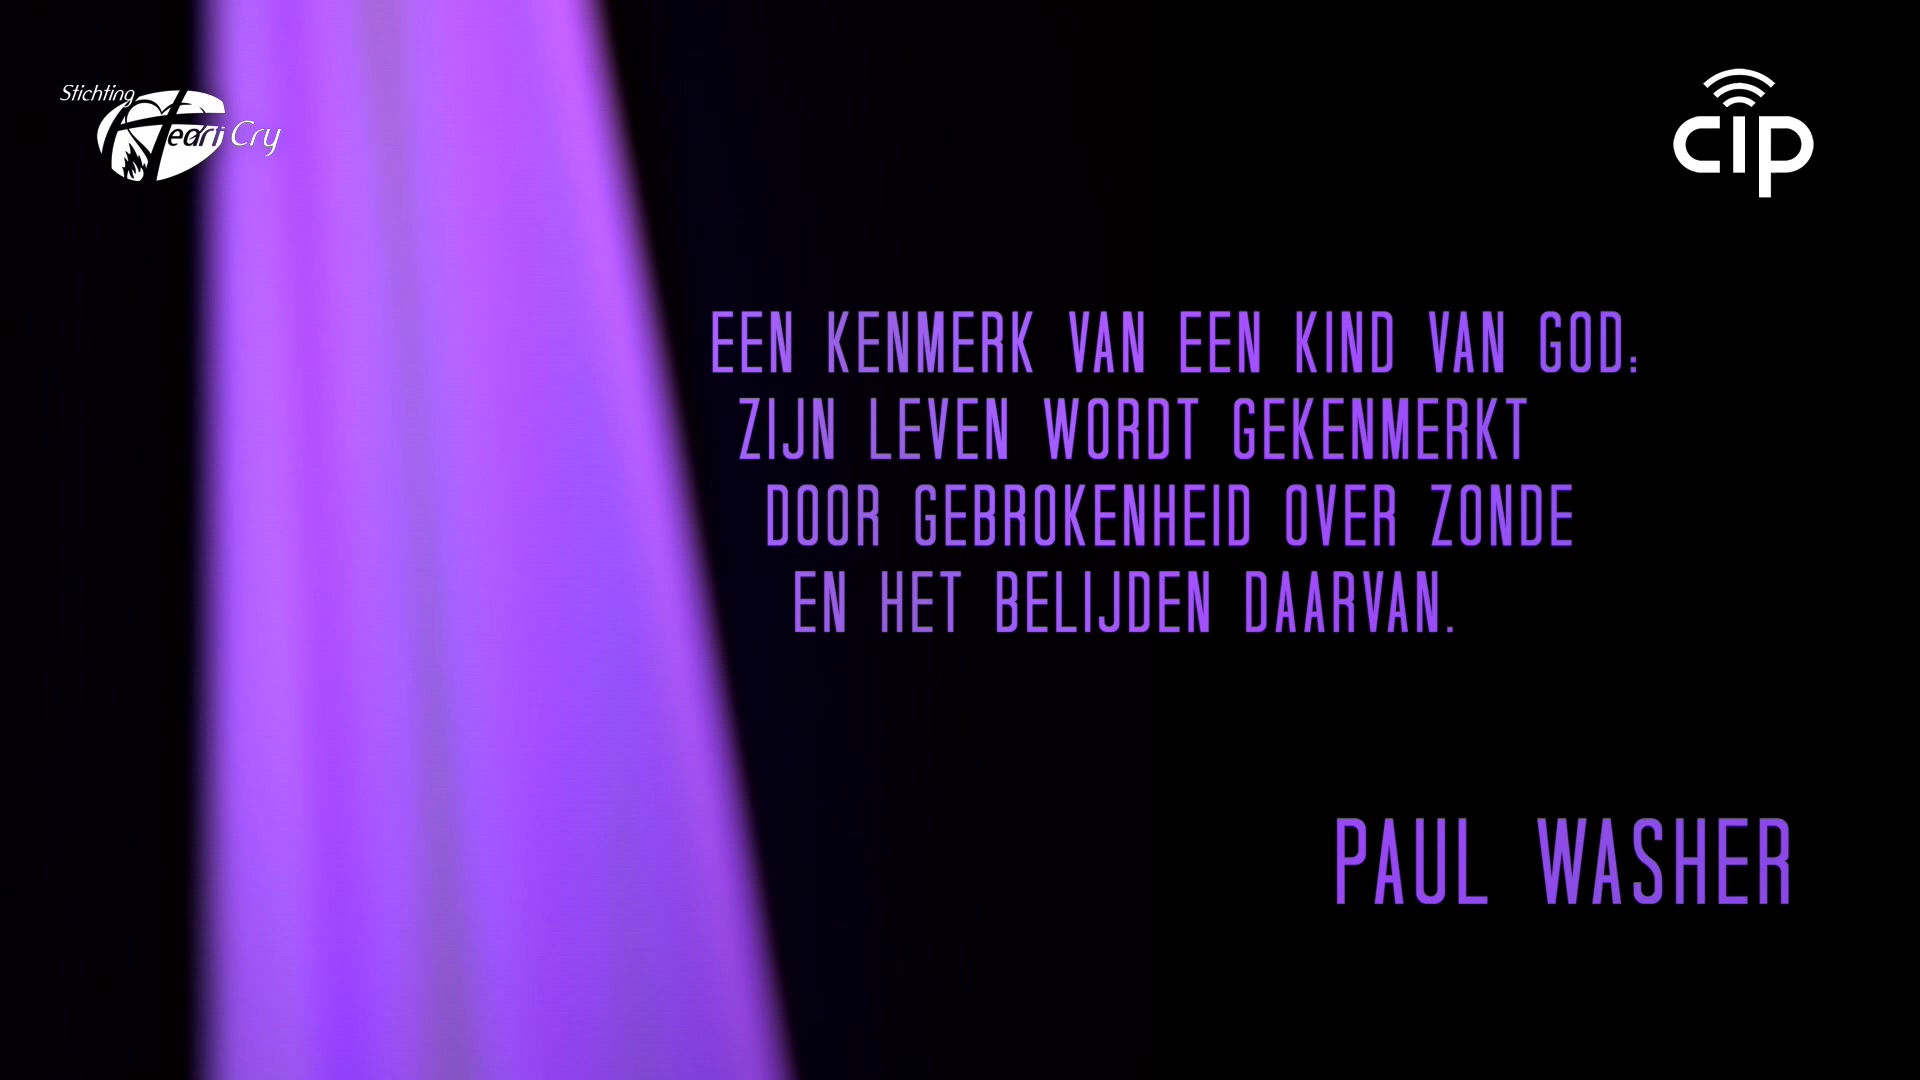 Stichting
Heart Cry
cip
EEN KENMERK VAN EEN KIND VAN GOD:
ZIJN LEVEN WORDT GEKENMERKT
DOOR GEBROKENHEID OVER ZONDE
EN HET BELIJDEN DAARVAN.
PAUL WASHER